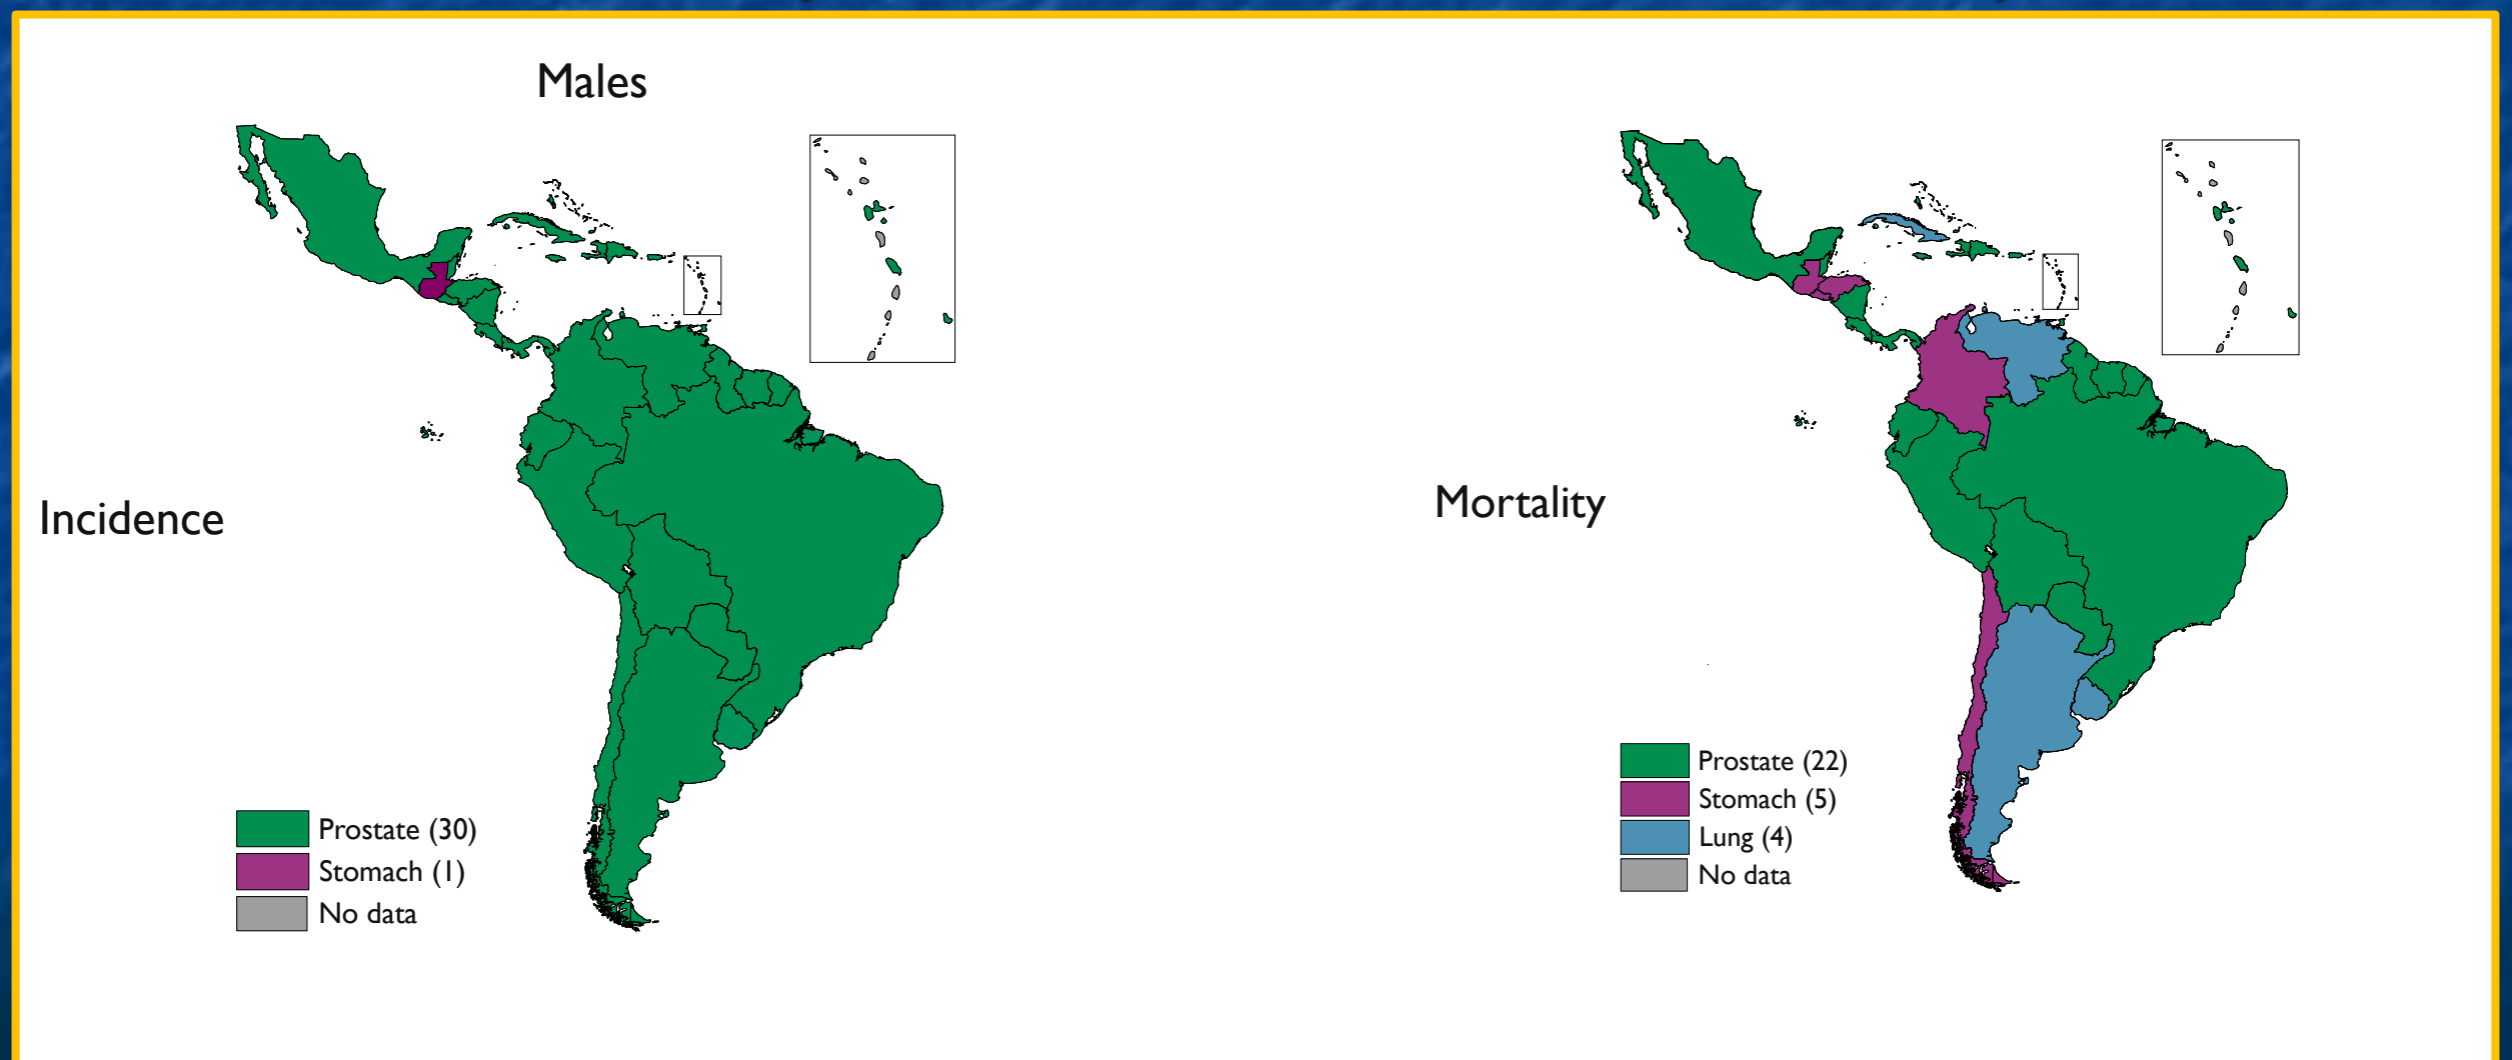 Males
Incidence
Prostate (30)
Stomach (1)
No data
Mortality
Prostate (22)
Stomach (5)
Lung (4)
No data